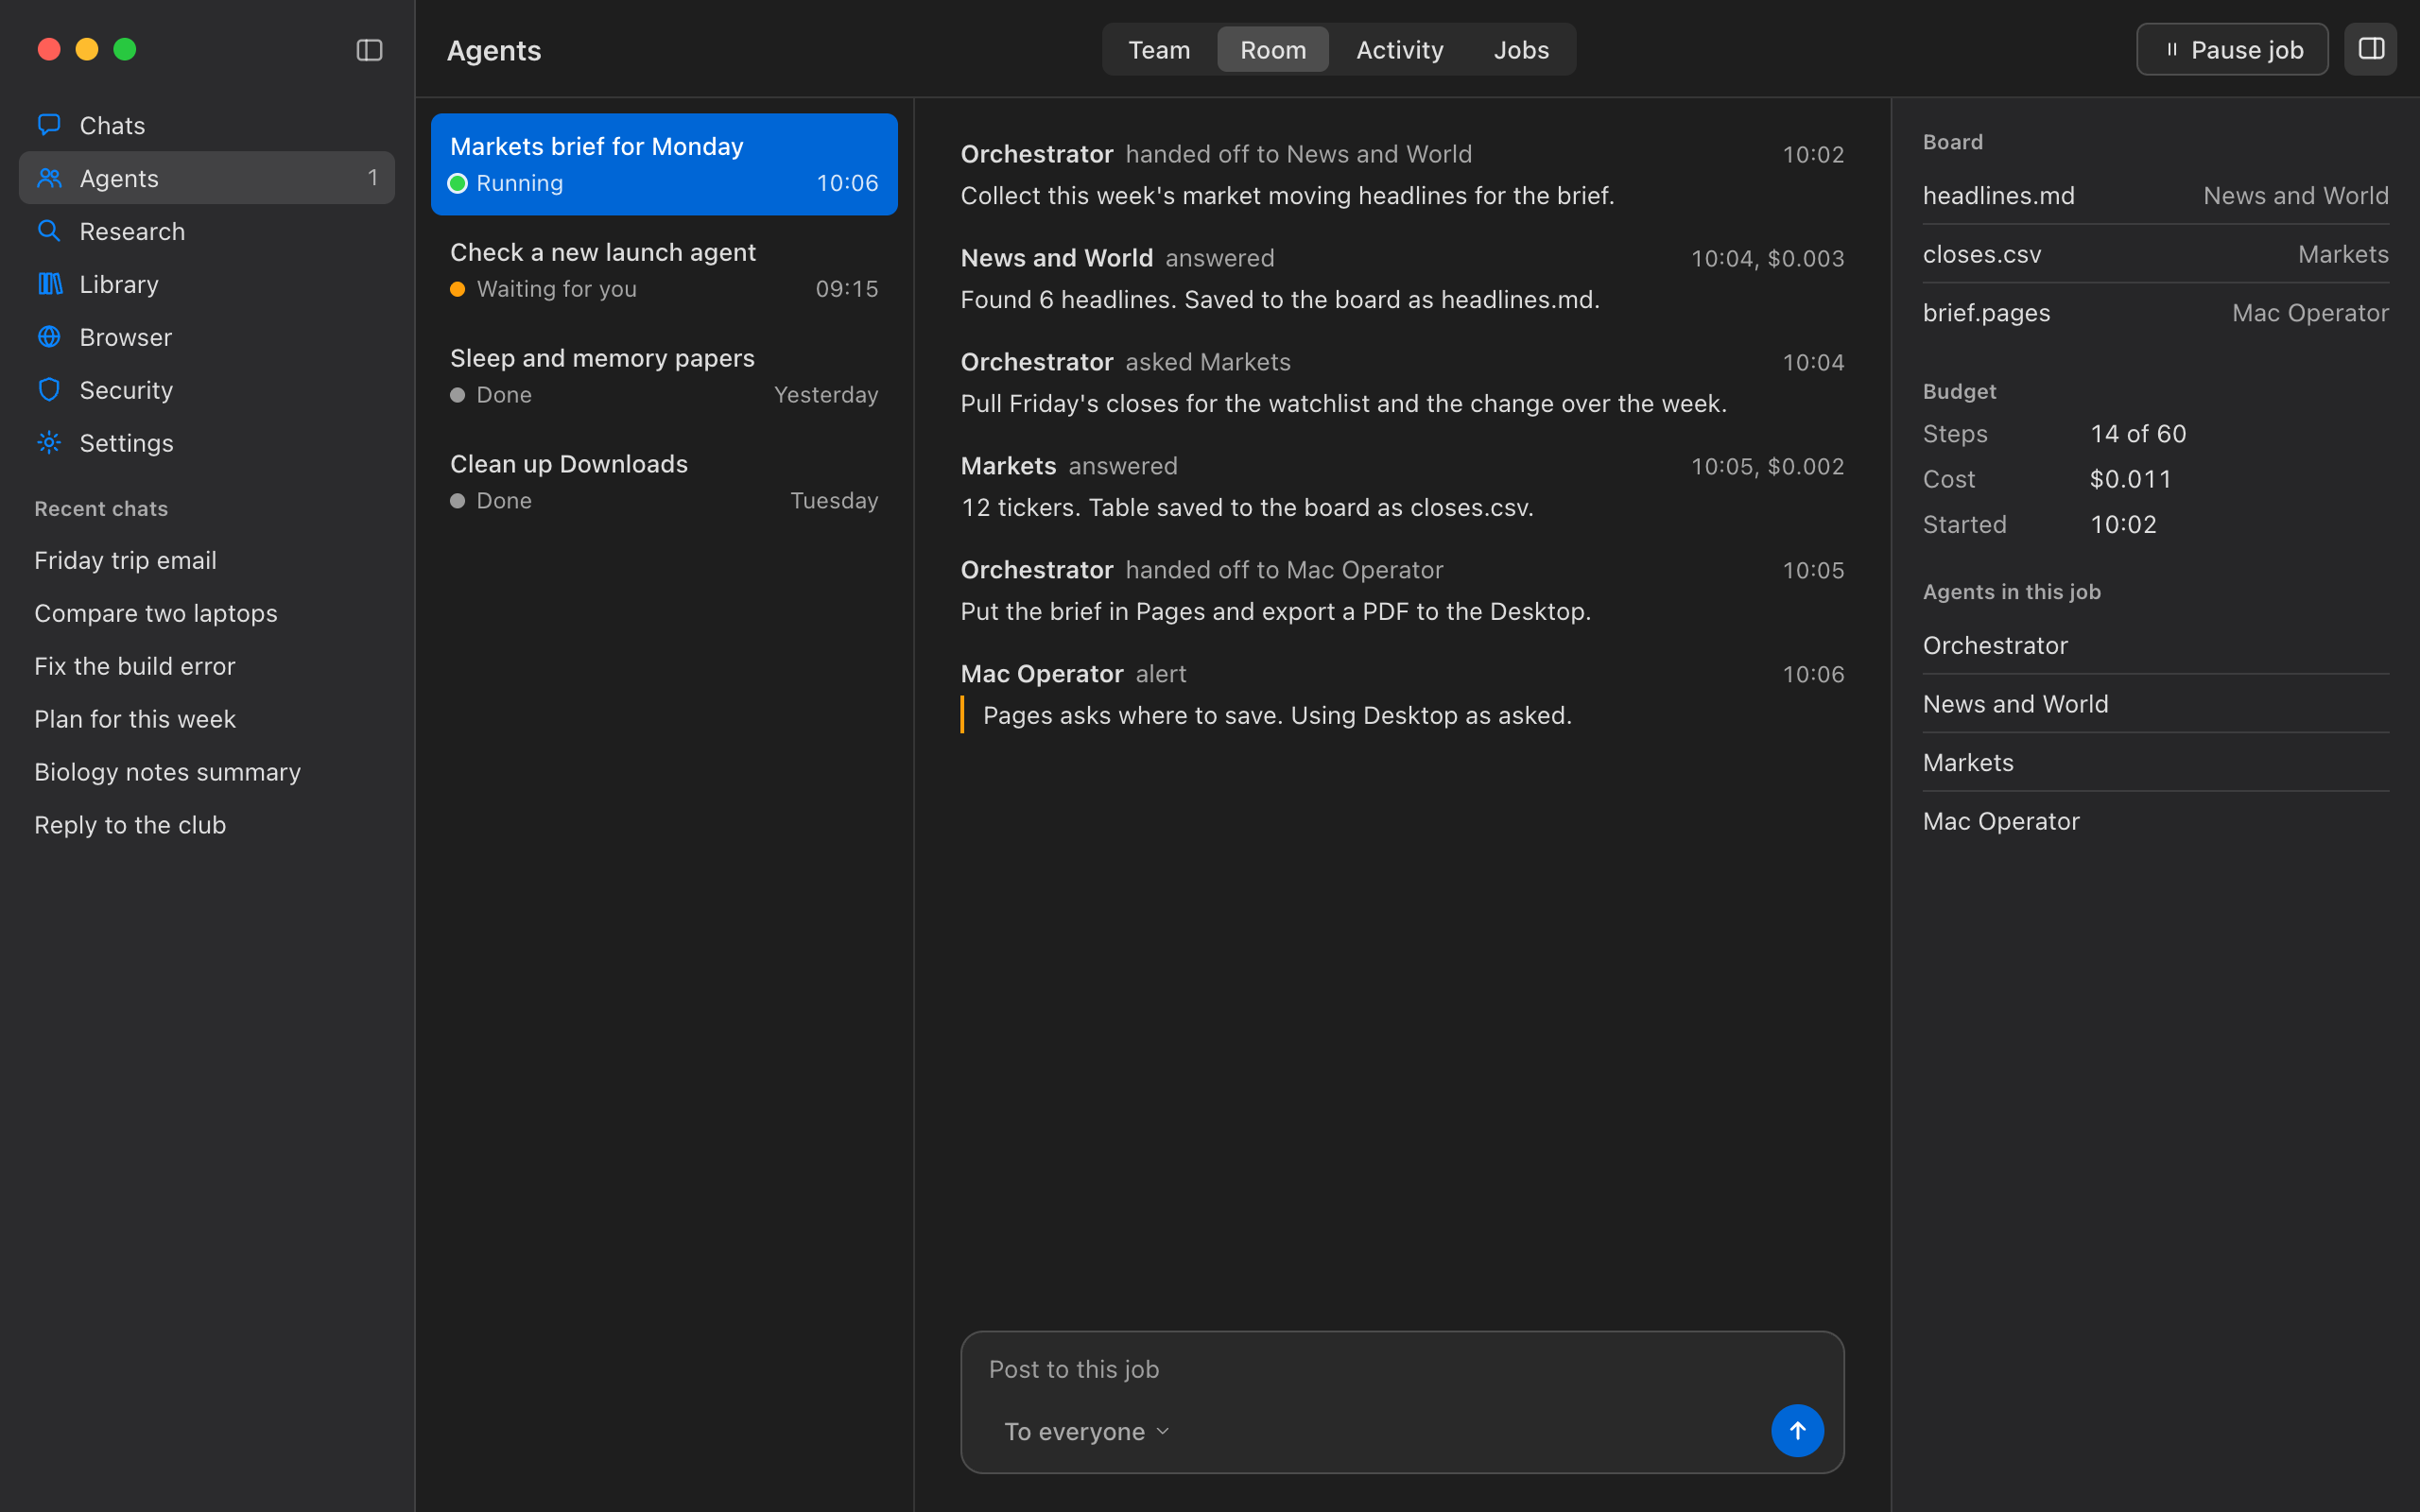 Chats
Agents 1
Research
Library
Browser
Security
Settings
Recent chats
Friday trip email
Compare two laptops
Fix the build error
Plan for this week
Biology notes summary
Reply to the club
Agents
Team Room Activity Jobs
Pause job
Markets brief for Monday
Running 10:06
Check a new launch agent
Waiting for you 09:15
Sleep and memory papers
Done Yesterday
Clean up Downloads
Done Tuesday
Orchestrator handed off to News and World 10:02
Collect this week's market moving headlines for the brief.
News and World answered 10:04, $0.003
Found 6 headlines. Saved to the board as headlines.md.
Orchestrator asked Markets 10:04
Pull Friday's closes for the watchlist and the change over the week.
Markets answered 10:05, $0.002
12 tickers. Table saved to the board as closes.csv.
Orchestrator handed off to Mac Operator 10:05
Put the brief in Pages and export a PDF to the Desktop.
Mac Operator alert 10:06
Pages asks where to save. Using Desktop as asked.
Post to this job
To everyone
Board
headlines.md News and World
closes.csv Markets
brief.pages Mac Operator
Budget
Steps 14 of 60
Cost $0.011
Started 10:02
Agents in this job
Orchestrator
News and World
Markets
Mac Operator